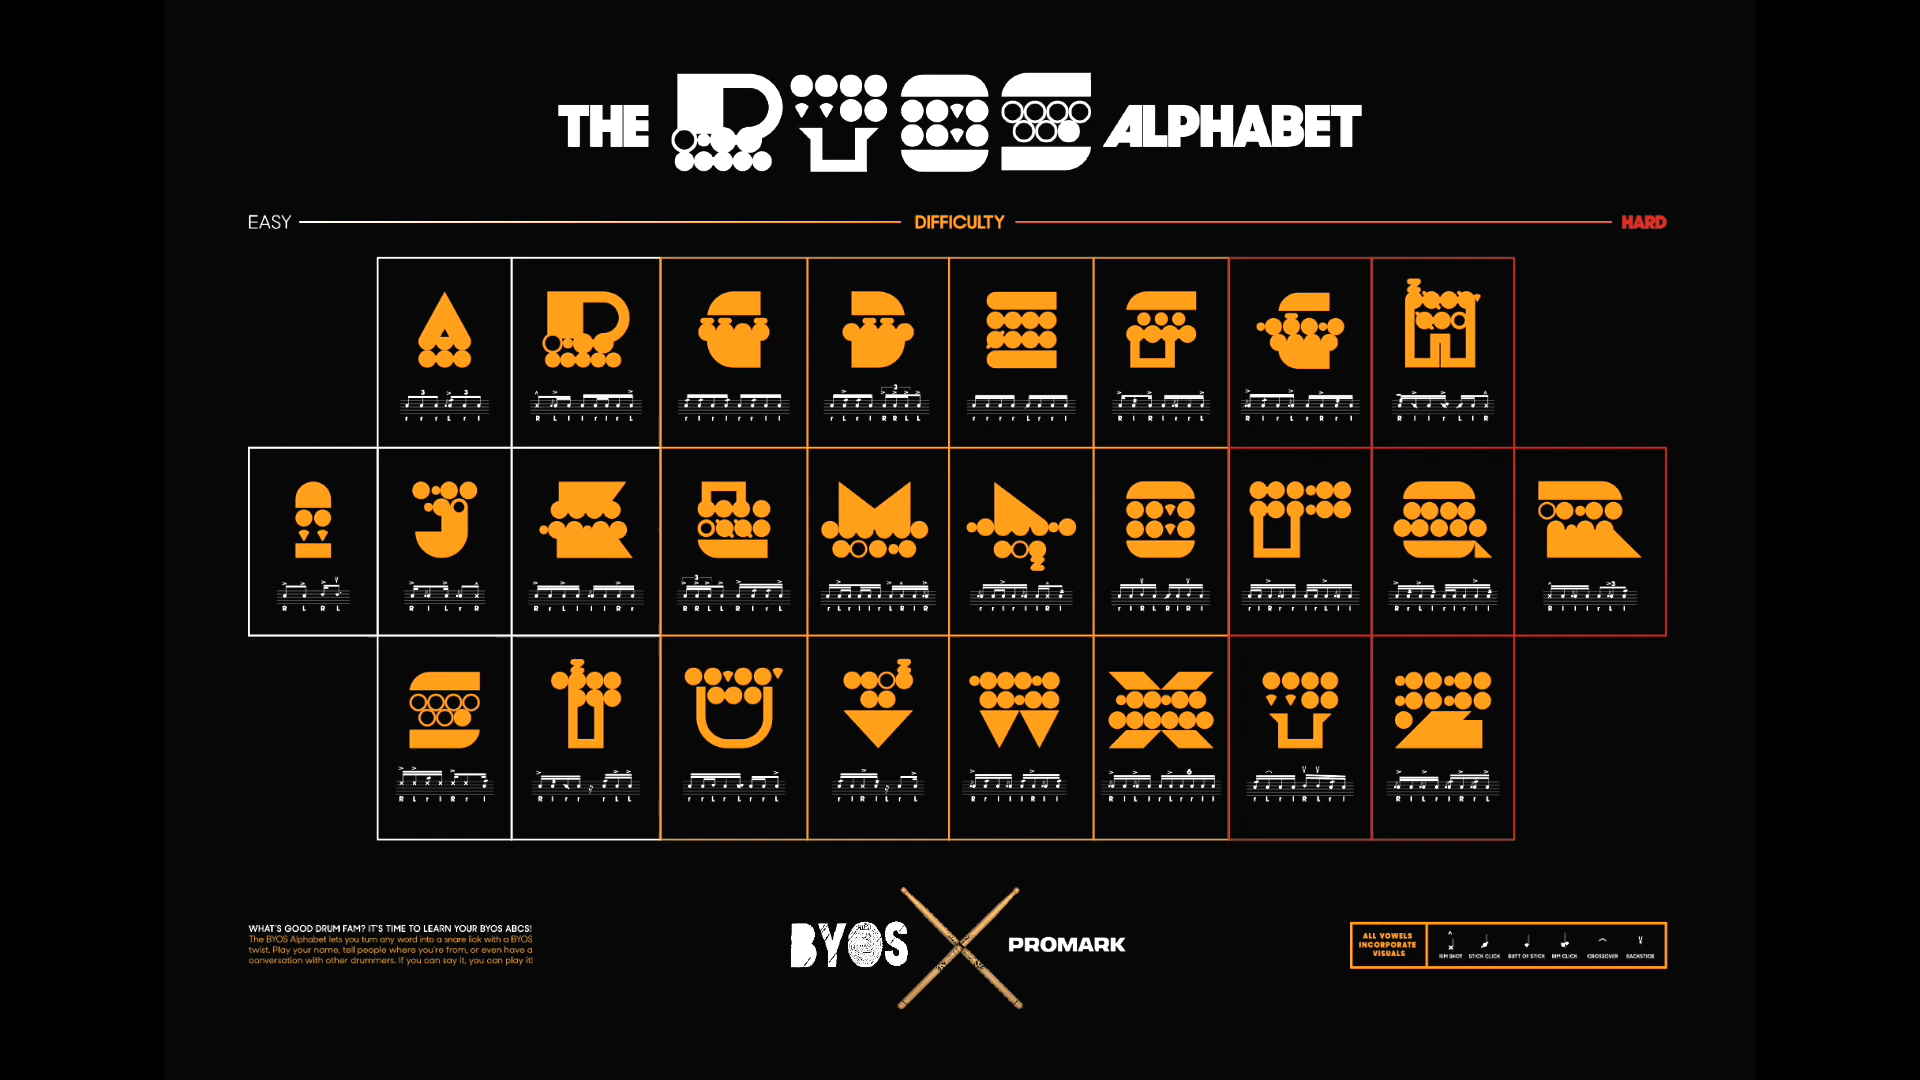 THE BYOS ALPHABET
EASY DIFFICULTY HARD
A B C D E F G H
I J K L M N O P Q R
S T U V W X Y Z
WHAT'S GOOD DRUM FAM? IT'S TIME TO LEARN YOUR BYOS ABCS!
The BYOS Alphabet lets you turn any word into a snare lick with a BYOS
twist. Play your name, tell people where you're from, or even have a
conversation with other drummers. If you can say it, you can play it!
BYOS X PROMARK
ALL VOWELS
INCORPORATE
VISUALS
RIM SHOT STICK CLICK BUTT OF STICK RIM CLICK CROSSOVER BACKSTICK